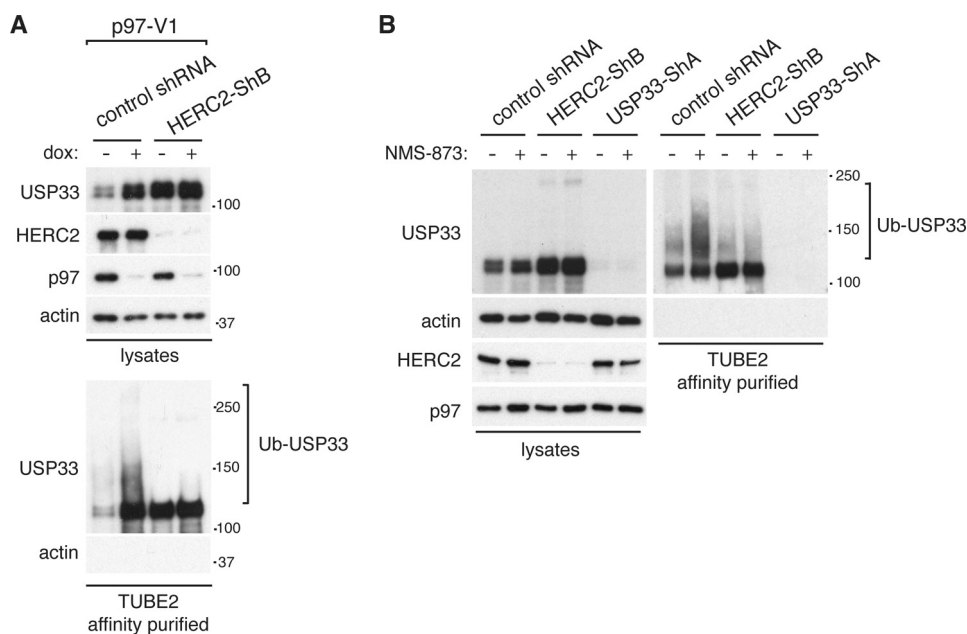 A
p97-V1
control shRNA
HERC2-ShB
dox: - + - +
USP33
-100
HERC2
p97
-100
actin
-37
lysates
-250
USP33
-150
Ub-USP33
-100
actin
-37
TUBE2
affinity purified
B
control shRNA
HERC2-ShB
USP33-ShA
control shRNA
HERC2-ShB
USP33-ShA
NMS-873: - + - + - + - + - + - +
USP33
-250
-150
Ub-USP33
-100
actin
HERC2
p97
lysates
TUBE2
affinity purified